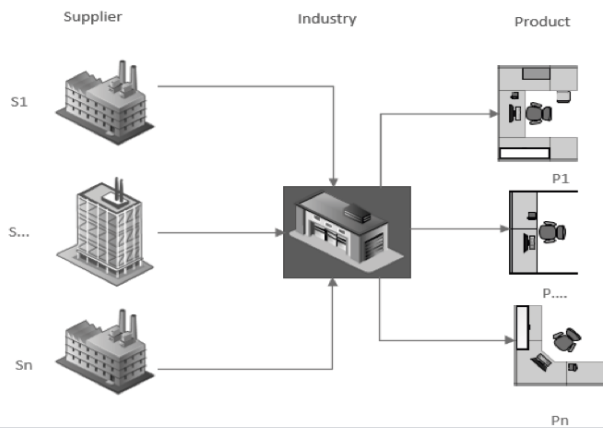 Supplier
Industry
Product
S1
P1
S...
P....
Sn
Pn